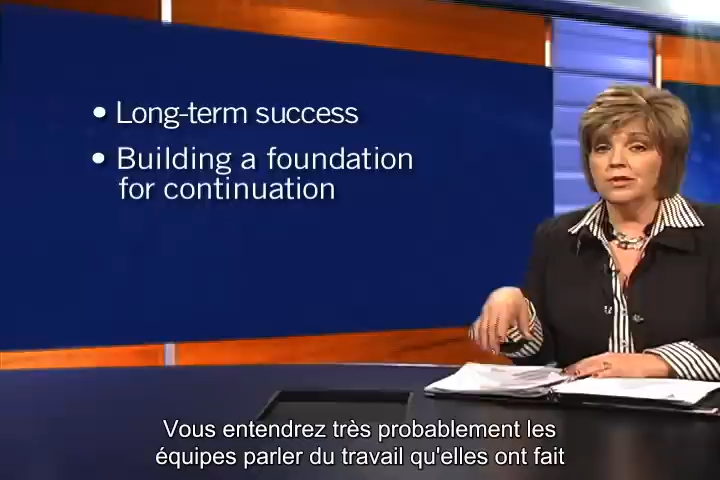 • Long-term success
• Building a foundation
for continuation
Vous entendrez très probablement les
équipes parler du travail qu'elles ont fait